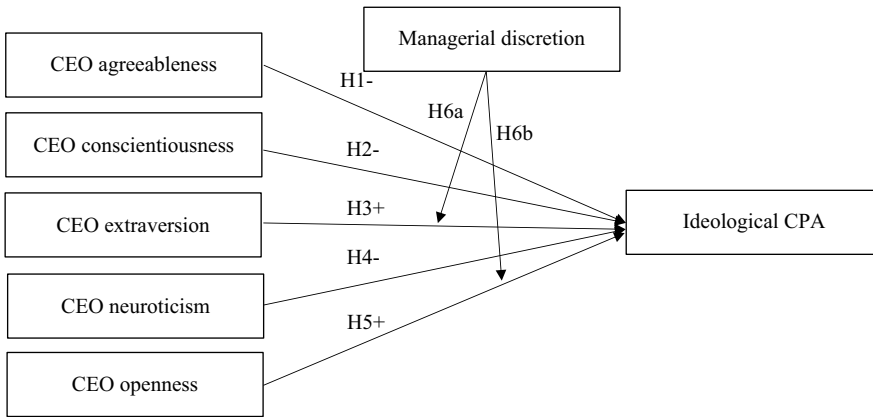 Managerial discretion
CEO agreeableness
H1-
H6a
H6b
CEO conscientiousness
H2-
CEO extraversion
H3+
Ideological CPA
H4-
CEO neuroticism
H5+
CEO openness